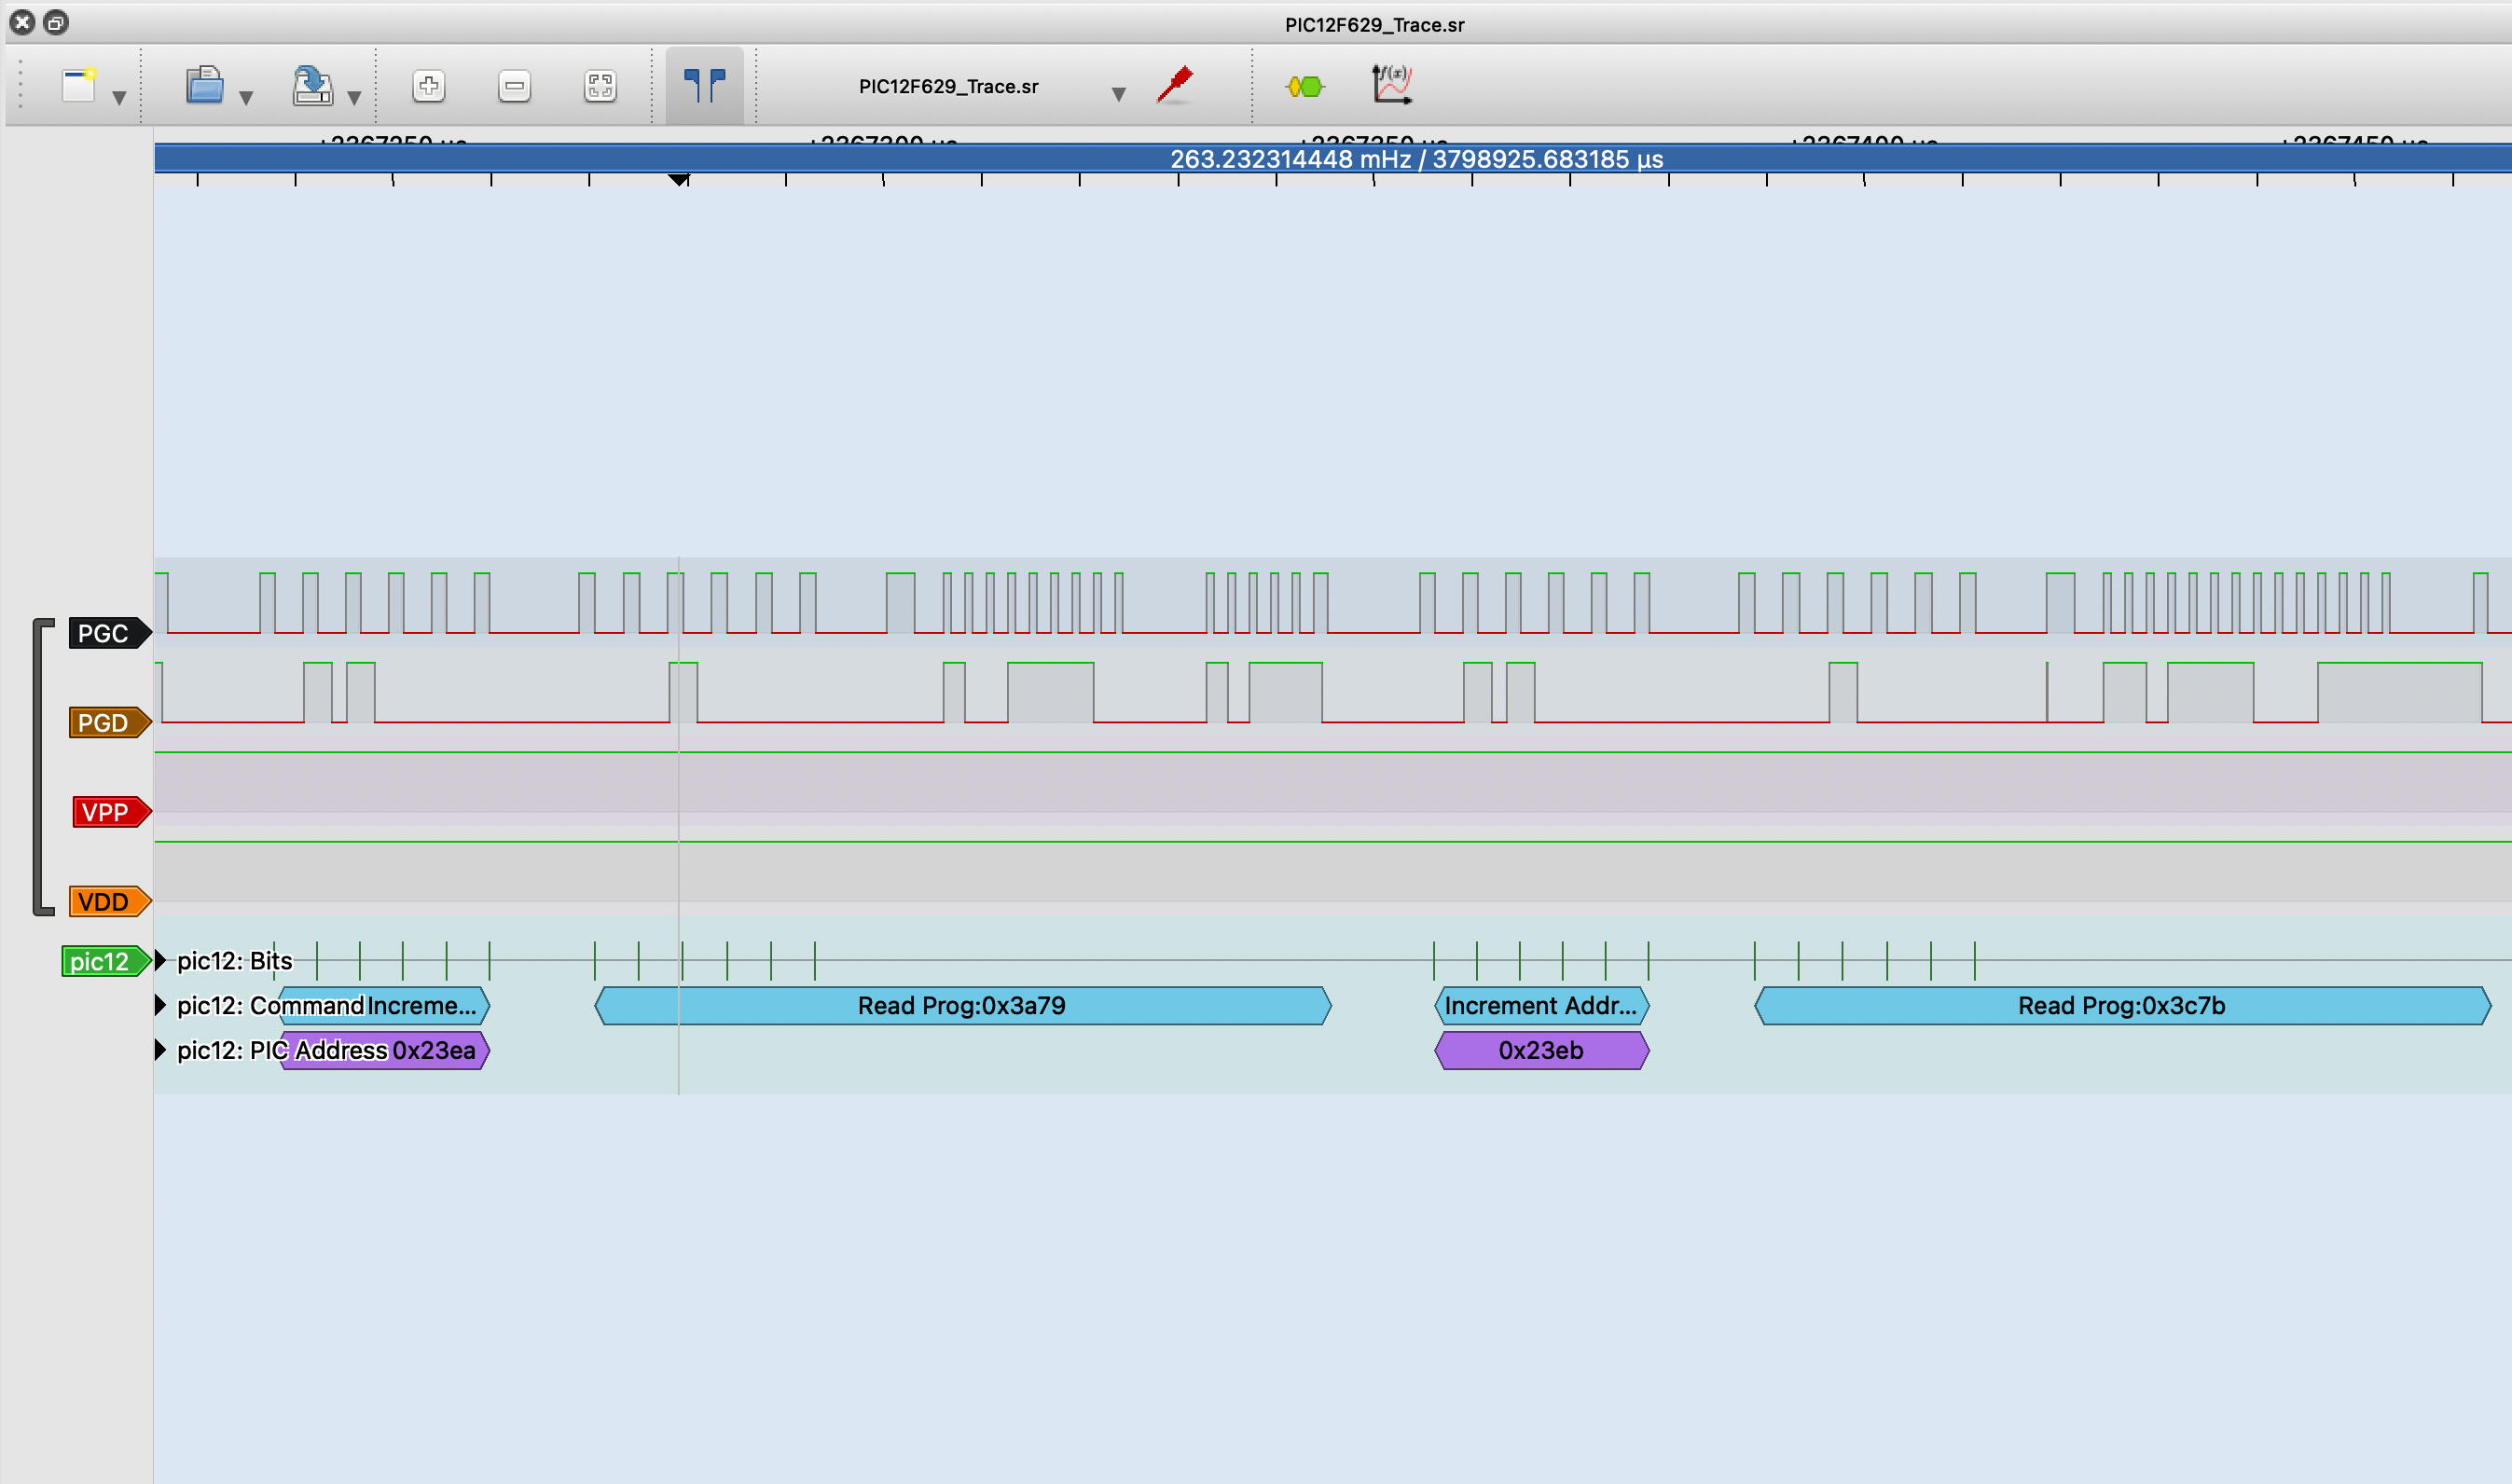 PIC12F629_Trace.sr
PIC12F629_Trace.sr
f(x)
+2367250 µs +2367300 µs +2367350 µs +2367400 µs +2367450 µs
263.232314448 mHz / 3798925.683185 µs
PGC
PGD
VPP
VDD
pic12 pic12: Bits
pic12: Command Increme... Read Prog:0x3a79 Increment Addr... Read Prog:0x3c7b
pic12: PIC Address 0x23ea 0x23eb